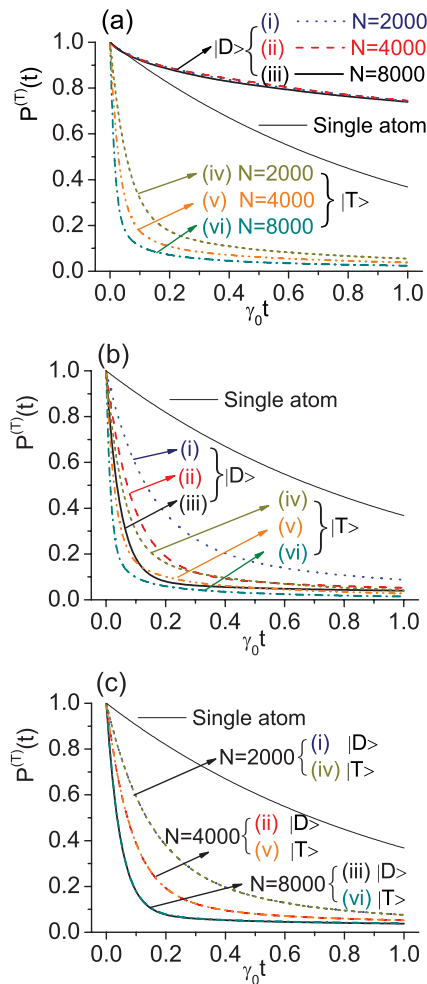 (a)
(i) N=2000
|D> (ii) N=4000
(iii) N=8000
Single atom
(iv) N=2000
(v) N=4000 |T>
(vi) N=8000
P(T)(t)
1.0
0.8
0.6
0.4
0.2
0.0
0.0 0.2 0.4 0.6 0.8 1.0
γ0t
(b)
Single atom
(i)
(ii) |D>
(iii)
(iv)
(v) |T>
(vi)
P(T)(t)
1.0
0.8
0.6
0.4
0.2
0.0
0.0 0.2 0.4 0.6 0.8 1.0
γ0t
(c)
Single atom
N=2000 (i) |D>
(iv) |T>
N=4000 (ii) |D>
(v) |T>
N=8000 (iii) |D>
(vi) |T>
P(T)(t)
1.0
0.8
0.6
0.4
0.2
0.0
0.0 0.2 0.4 0.6 0.8 1.0
γ0t